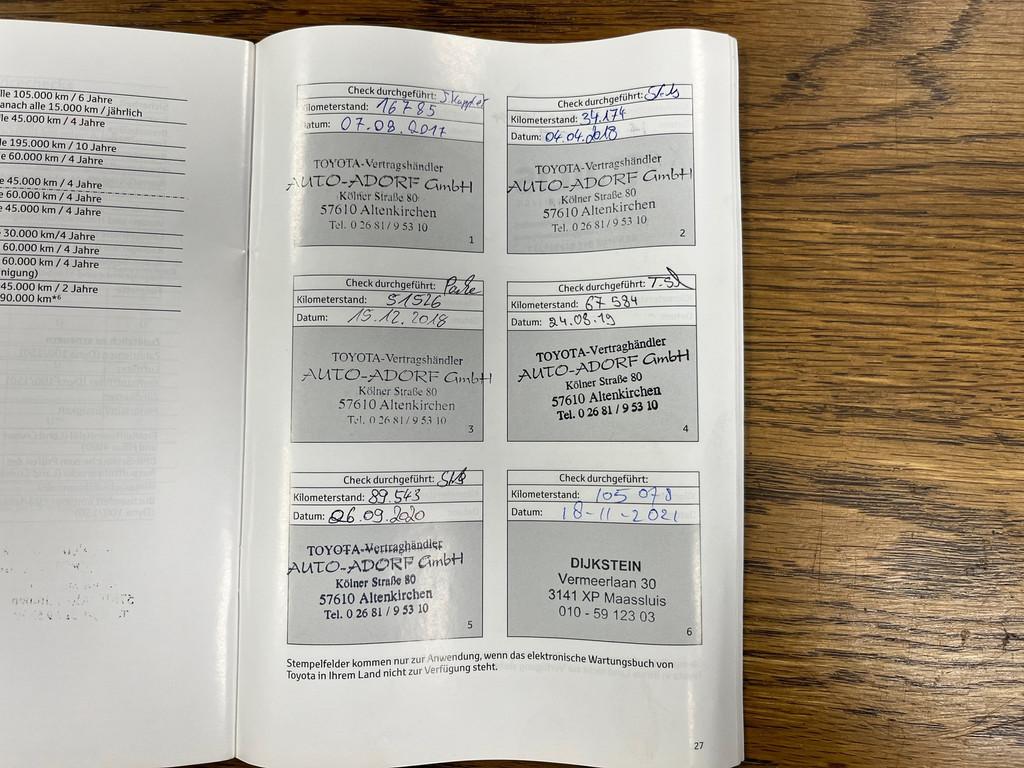 lle 105.000 km / 6 Jahre
anach alle 15.000 km / jährlich
lle 45.000 km / 4 Jahre
le 195.000 km / 10 Jahre
e 60.000 km / 4 Jahre
e 45.000 km / 4 Jahre
e 60.000 km / 4 Jahre
e 45.000 km / 4 Jahre
30.000 km/4 Jahre
60.000 km / 4 Jahre
60.000 km / 4 Jahre
nigung)
45.000 km / 2 Jahre
90.000 km*6
Check durchgeführt:
Kilometerstand: 16785
Datum: 07.09.2017
TOYOTA-Vertragshändler
AUTO-ADORF GmbH
Kölner Straße 80
57610 Altenkirchen
Tel. 0 26 81 / 9 53 10
1
Check durchgeführt:
Kilometerstand: 34.174
Datum: 04.04.2018
TOYOTA-Vertragshändler
AUTO-ADORF GmbH
Kölner Straße 80
57610 Altenkirchen
Tel. 0 26 81 / 9 53 10
2
Check durchgeführt:
Kilometerstand: 51526
Datum: 15.12.2018
TOYOTA-Vertragshändler
AUTO-ADORF GmbH
Kölner Straße 80
57610 Altenkirchen
Tel. 0 26 81 / 9 53 10
3
Check durchgeführt:
Kilometerstand: 67 584
Datum: 24.08.19
TOYOTA-Vertraghändler
AUTO-ADORF GmbH
Kölner Straße 80
57610 Altenkirchen
Tel. 0 26 81 / 9 53 10
4
Check durchgeführt:
Kilometerstand: 89.543
Datum: 26.09.2020
TOYOTA-Vertraghändler
AUTO-ADORF GmbH
Kölner Straße 80
57610 Altenkirchen
Tel. 0 26 81 / 9 53 10
5
Check durchgeführt:
Kilometerstand: 105 078
Datum: 18-11-2021
DIJKSTEIN
Vermeerlaan 30
3141 XP Maassluis
010 - 59 123 03
6
Stempelfelder kommen nur zur Anwendung, wenn das elektronische Wartungsbuch von
Toyota in Ihrem Land nicht zur Verfügung steht.
27